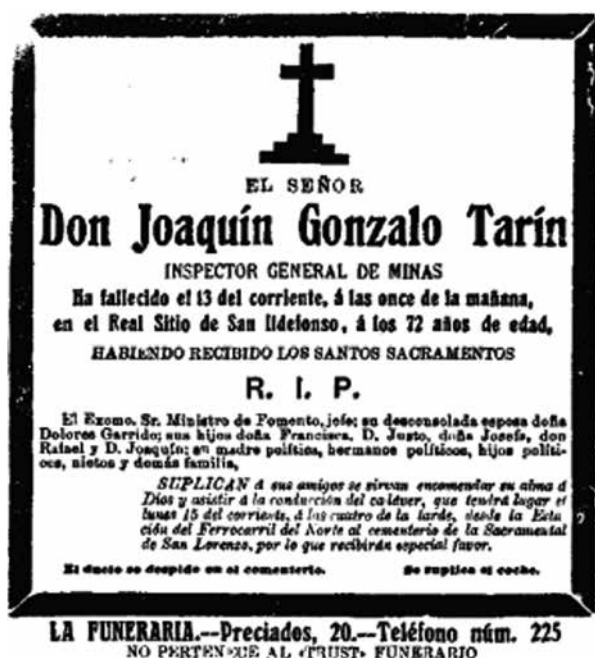 EL SEÑOR
Don Joaquín Gonzalo Tarín
INSPECTOR GENERAL DE MINAS
Ha fallecido el 13 del corriente, á las once de la mañana,
en el Real Sitio de San Ildefonso, á los 72 años de edad,
HABIENDO RECIBIDO LOS SANTOS SACRAMENTOS
R. I. P.
El Excmo. Sr. Ministro de Fomento, jefe; su desconsolada esposa doña
Dolores Garrido; sus hijos doña Francisca, D. Justo, doña Josefa, don
Rafael y D. Joaquín; su madre política, hermanos políticos, hijos políti-
cos, nietos y demás familia,
SUPLICAN á sus amigos se sirvan encomendar su alma á
Dios y asistir á la conducción del cadáver, que tendrá lugar el
lunes 15 del corriente, á las cuatro de la tarde, desde la Esta
ción del Ferrocarril del Norte al cementerio de la Sacramental
de San Lorenzo, por lo que recibirán especial favor.
El duelo se despide en el cementerio. Se suplica el coche.
LA FUNERARIA.--Preciados, 20.--Teléfono núm. 225
NO PERTENECE AL «TRUST» FUNERARIO